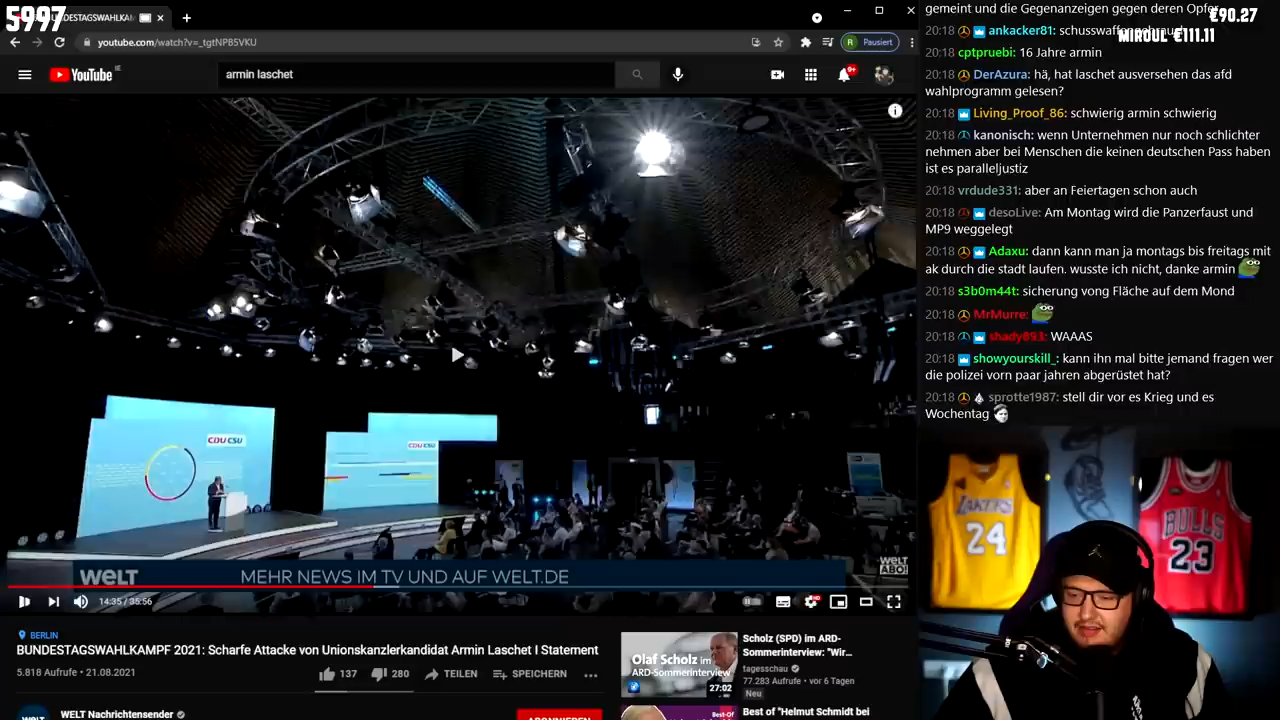 5997
BUNDESTAGSWAHLKAM
youtube.com/watch?v=_tgtNPB5VKU
R Pausiert
YouTube BE
armin laschet
9+
CDU CSU
CDU CSU
WELT
MEHR NEWS IM TV UND AUF WELT.DE
WELT
ABO!
14:35 / 35:56
HD
BERLIN
BUNDESTAGSWAHLKAMPF 2021: Scharfe Attacke von Unionskanzlerkandidat Armin Laschet I Statement
5.818 Aufrufe • 21.08.2021
137
280
TEILEN
SPEICHERN
WELT Nachrichtensender
ABONNIEREN
Olaf Scholz im
ARD-Sommerinterview
27:02
Scholz (SPD) im ARD-
Sommerinterview: "Wir...
tagesschau
77.283 Aufrufe • vor 6 Tagen
Neu
Best of "Helmut Schmidt bei
gemeint und die Gegenanzeigen gegen deren Opfer
€90.27
20:18 ankacker81:
MIROUL €111.11
20:18 cptpruebi: 16 Jahre armin
20:18 DerAzura: hä, hat laschet ausversehen das afd
wahlprogramm gelesen?
20:18 Living_Proof_86: schwierig armin schwierig
20:18 kanonisch: wenn Unternehmen nur noch schlichter
nehmen aber bei Menschen die keinen deutschen Pass haben
ist es paralleljustiz
20:18 vrdude331: aber an Feiertagen schon auch
20:18 desoLive: Am Montag wird die Panzerfaust und
MP9 weggelegt
20:18 Adaxu: dann kann man ja montags bis freitags mit
ak durch die stadt laufen. wusste ich nicht, danke armin
20:18 s3b0m44t: sicherung vong Fläche auf dem Mond
20:18 MrMurre:
20:18 shady893: WAAAS
20:18 showyourskill_: kann ihn mal bitte jemand fragen wer
die polizei vorn paar jahren abgerüstet hat?
20:18 sprotte1987: stell dir vor es Krieg und es
Wochentag
LAKERS
24
BULLS
23